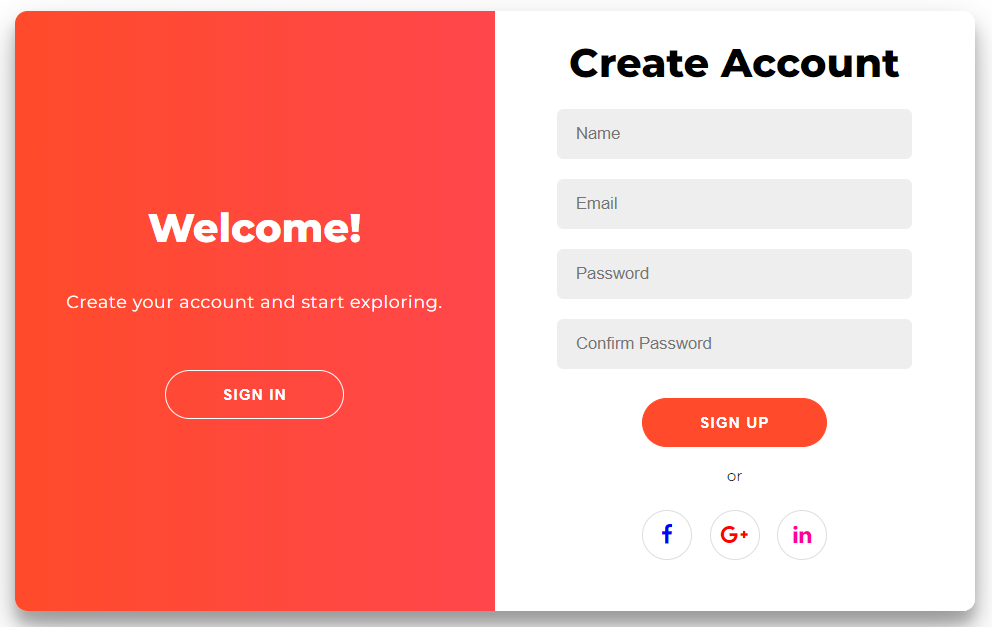 Welcome!
Create your account and start exploring.
SIGN IN
Create Account
Name
Email
Password
Confirm Password
SIGN UP
or
f
G+
in